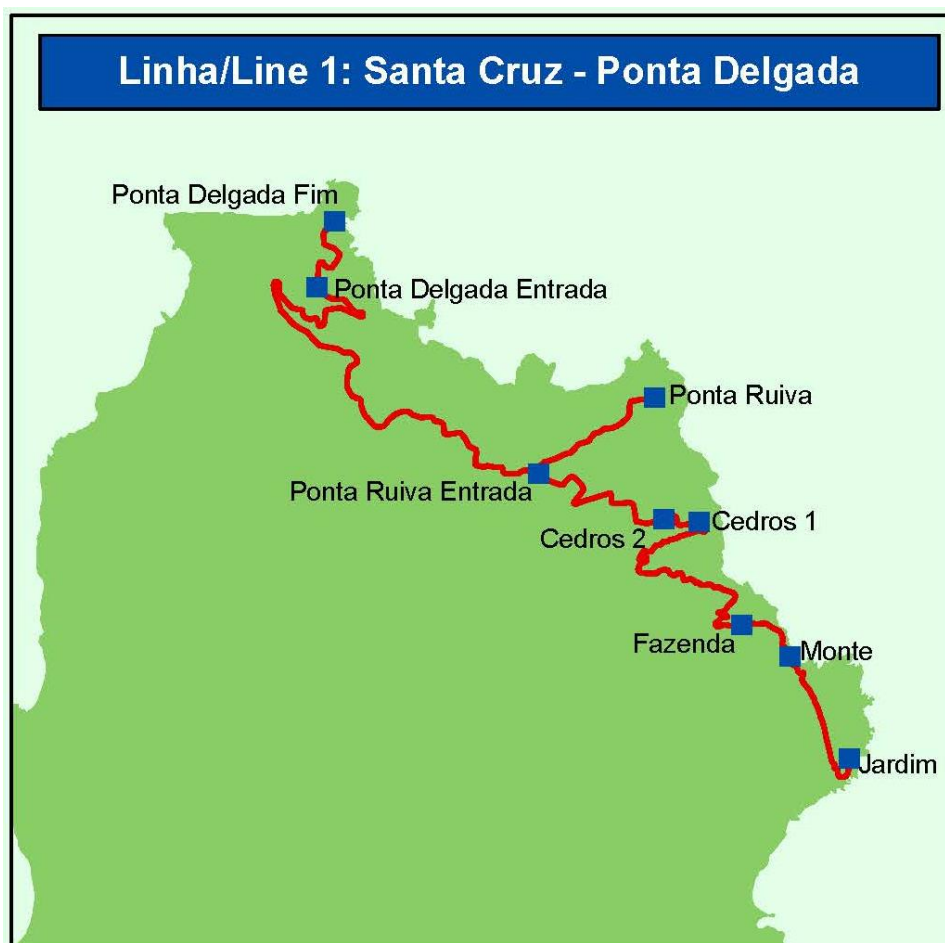 Linha/Line 1: Santa Cruz - Ponta Delgada
Ponta Delgada Fim
Ponta Delgada Entrada
Ponta Ruiva
Ponta Ruiva Entrada
Cedros 1
Cedros 2
Fazenda
Monte
Jardim